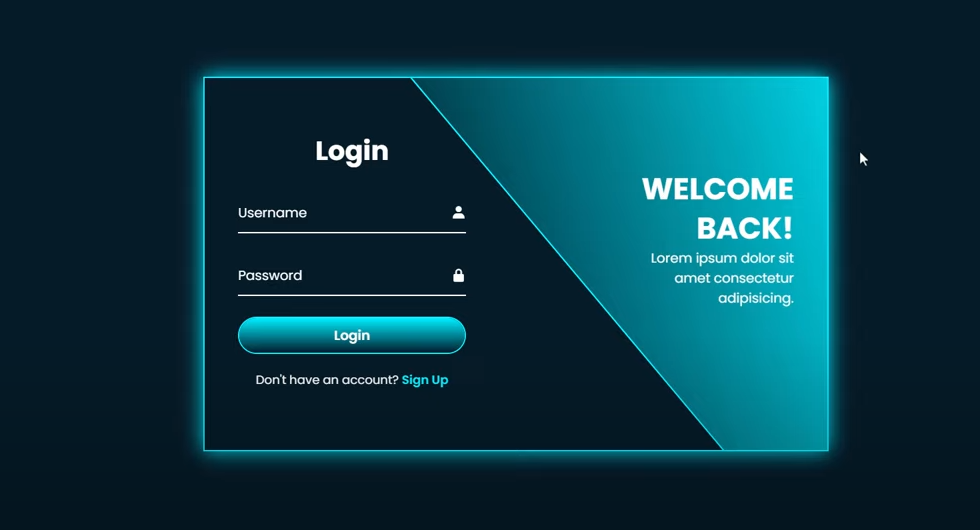 Login
Username
Password
Login
Don't have an account? Sign Up
WELCOME
BACK!
Lorem ipsum dolor sit
amet consectetur
adipisicing.